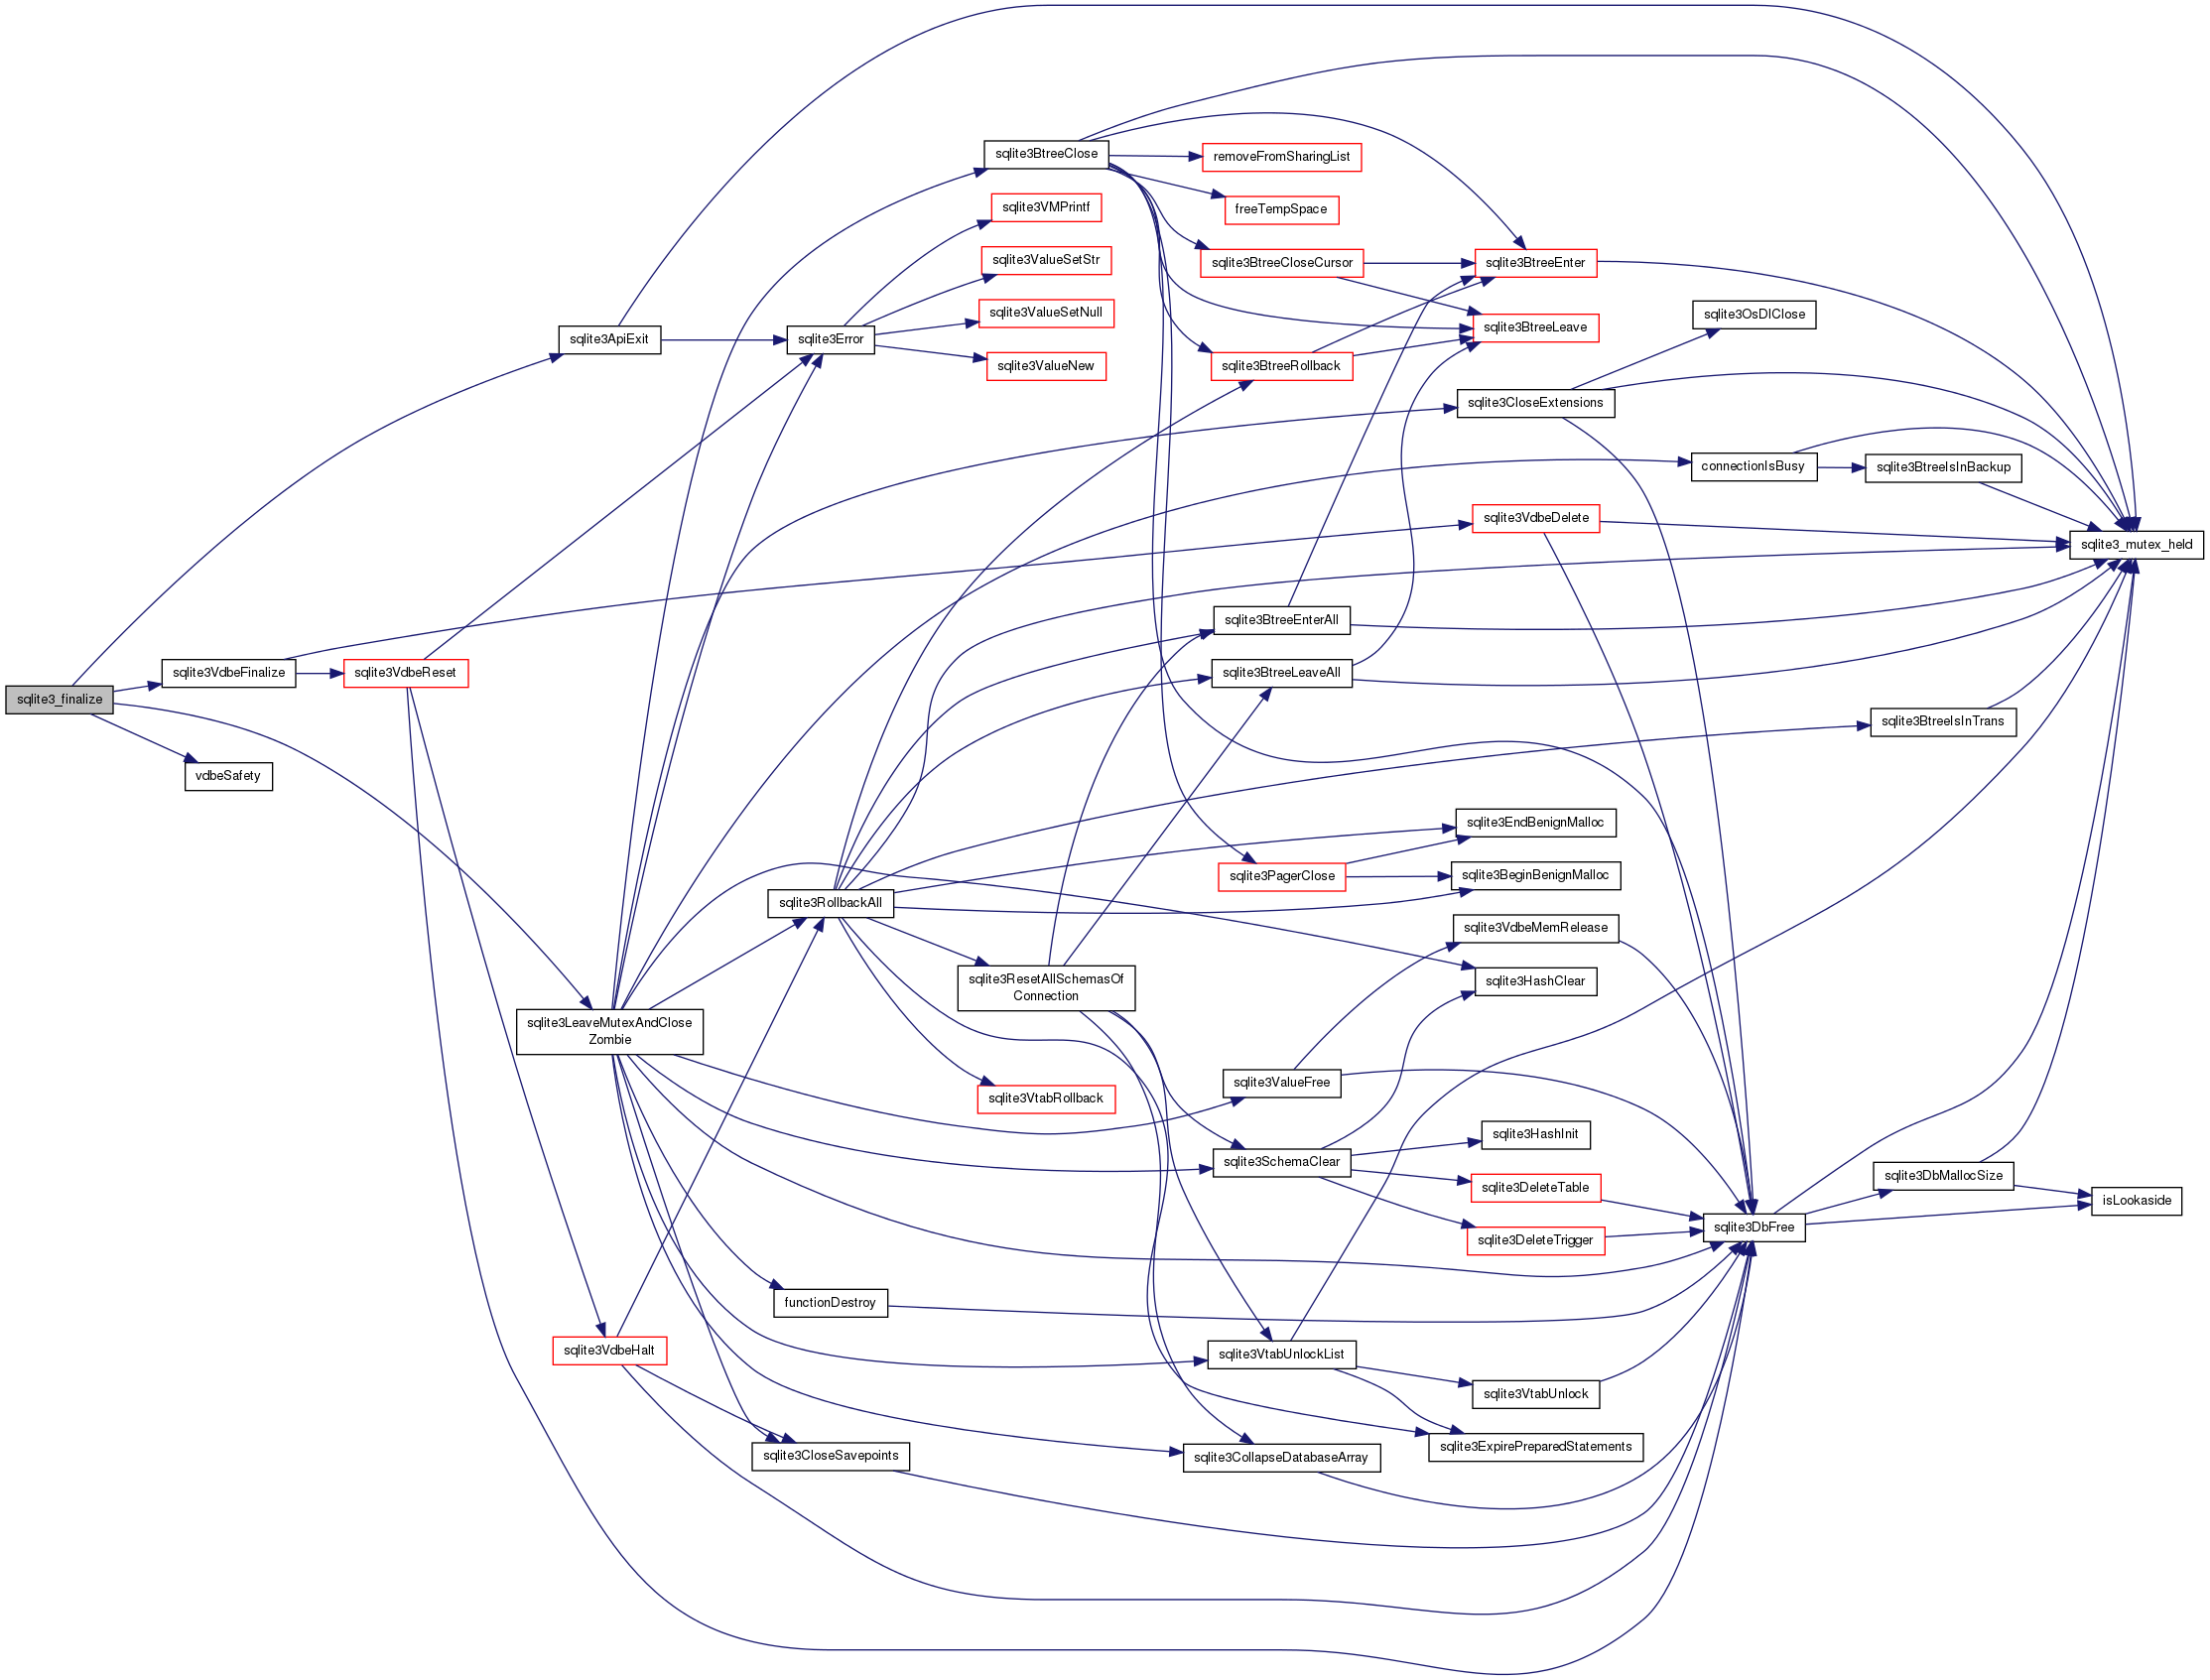 sqlite3_finalize
sqlite3ApiExit
sqlite3VdbeFinalize
sqlite3VdbeReset
vdbeSafety
sqlite3LeaveMutexAndClose
Zombie
sqlite3VdbeHalt
sqlite3Error
sqlite3RollbackAll
functionDestroy
sqlite3CloseSavepoints
sqlite3BtreeClose
sqlite3VMPrintf
sqlite3ValueSetStr
sqlite3ValueSetNull
sqlite3ValueNew
sqlite3ResetAllSchemasOf
Connection
sqlite3VtabRollback
removeFromSharingList
freeTempSpace
sqlite3BtreeCloseCursor
sqlite3BtreeRollback
sqlite3BtreeEnterAll
sqlite3BtreeLeaveAll
sqlite3PagerClose
sqlite3ValueFree
sqlite3SchemaClear
sqlite3VtabUnlockList
sqlite3CollapseDatabaseArray
sqlite3BtreeEnter
sqlite3BtreeLeave
sqlite3CloseExtensions
sqlite3VdbeDelete
sqlite3EndBenignMalloc
sqlite3BeginBenignMalloc
sqlite3VdbeMemRelease
sqlite3HashClear
sqlite3HashInit
sqlite3DeleteTable
sqlite3DeleteTrigger
sqlite3VtabUnlock
sqlite3ExpirePreparedStatements
sqlite3OsDlClose
connectionIsBusy
sqlite3DbFree
sqlite3BtreeIsInBackup
sqlite3BtreeIsInTrans
sqlite3DbMallocSize
sqlite3_mutex_held
isLookaside